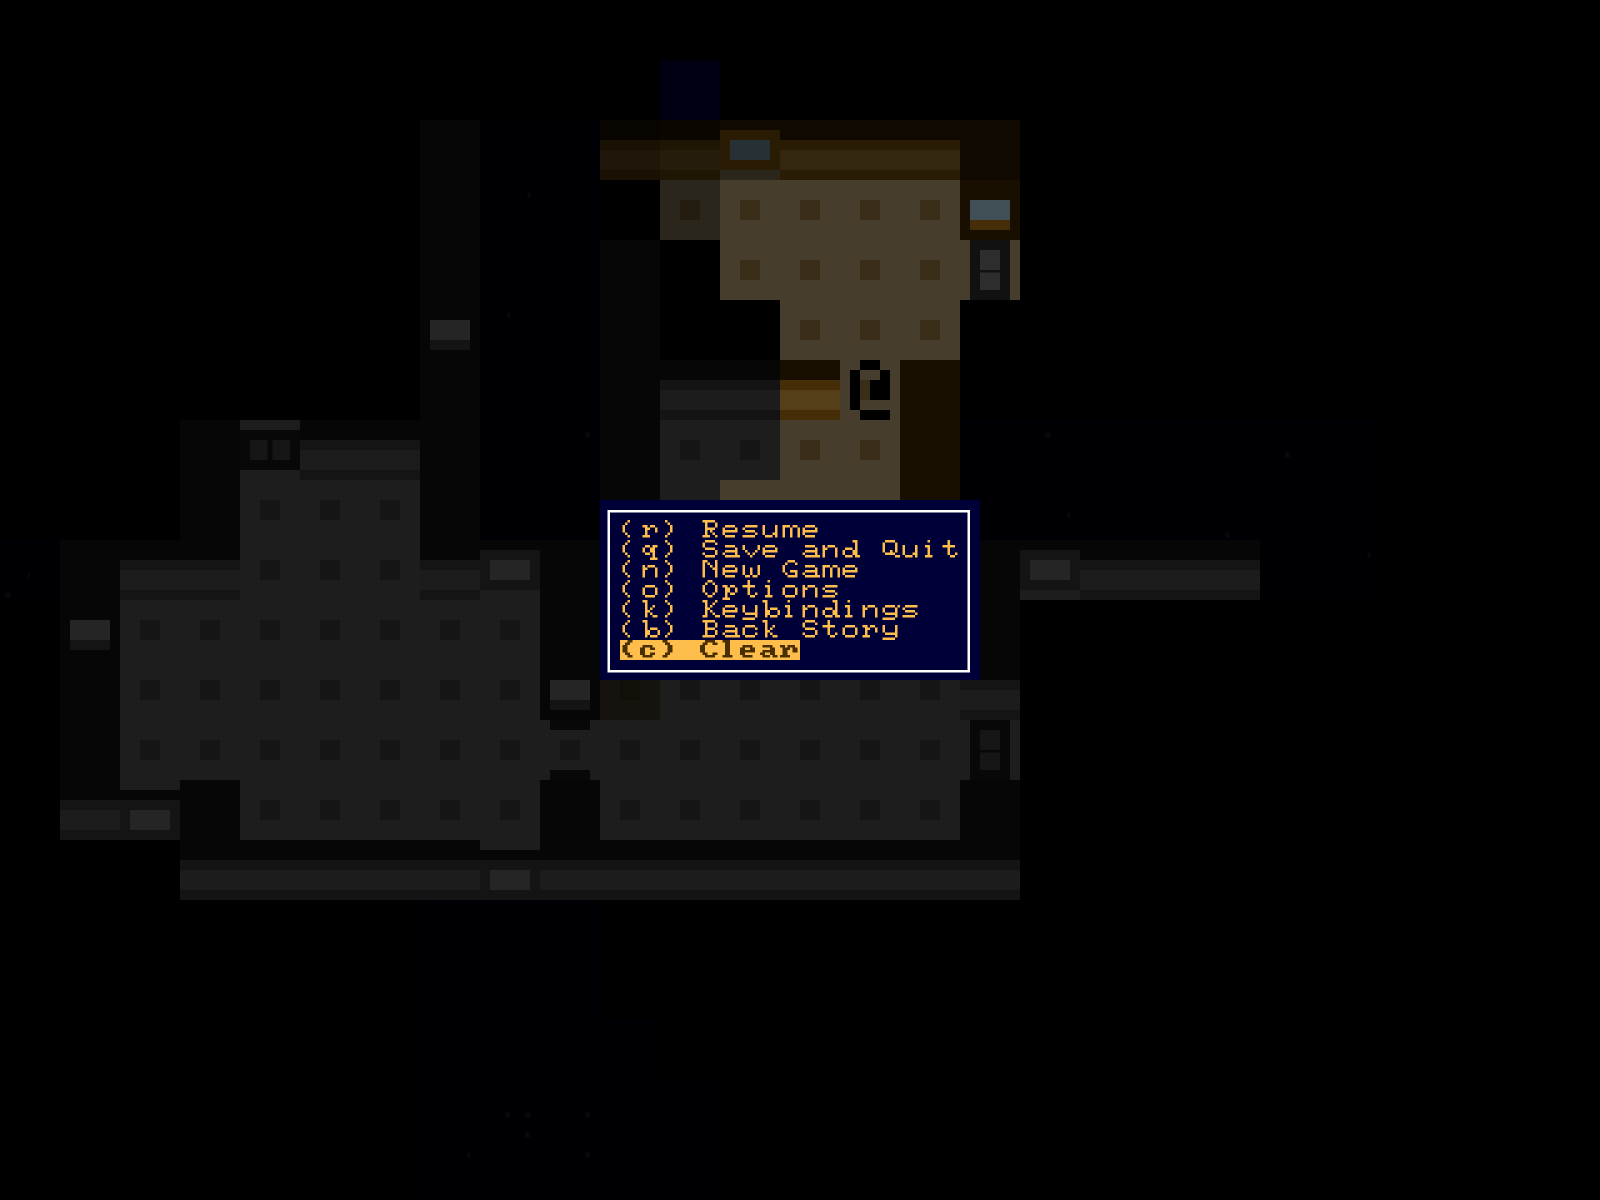 (r) Resume
(q) Save and Quit
(n) New Game
(o) Options
(k) Keybindings
(b) Back Story
(c) Clear